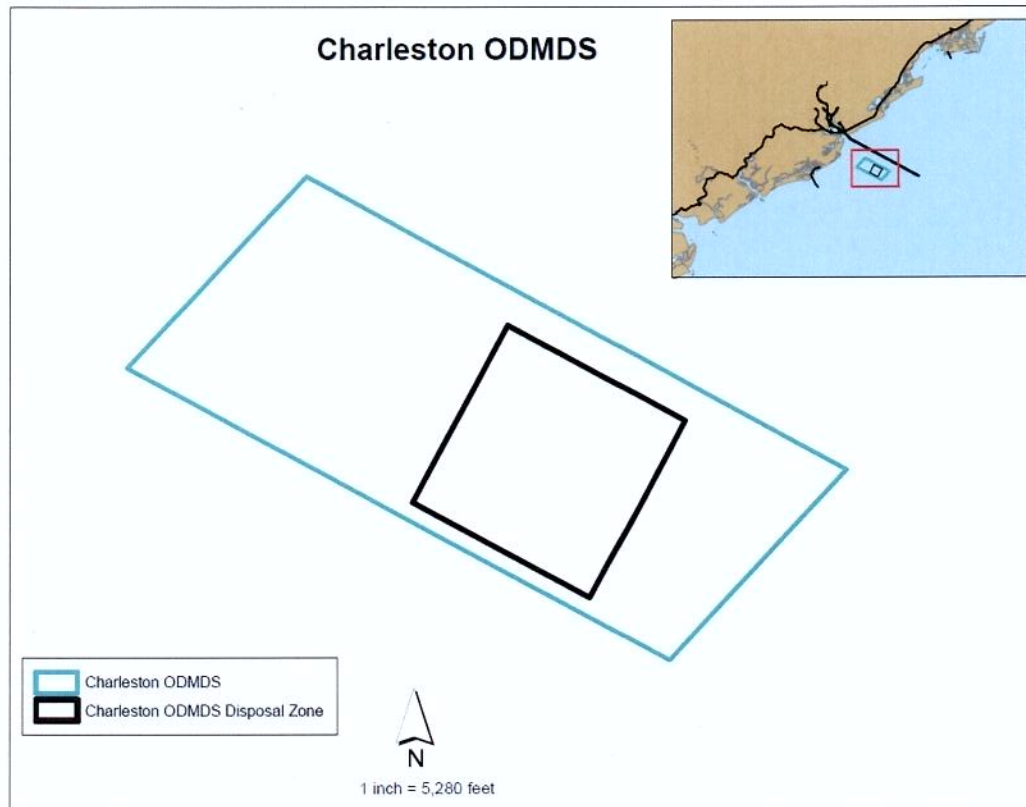 Charleston ODMDS
Charleston ODMDS
Charleston ODMDS Disposal Zone
N
1 inch = 5,280 feet